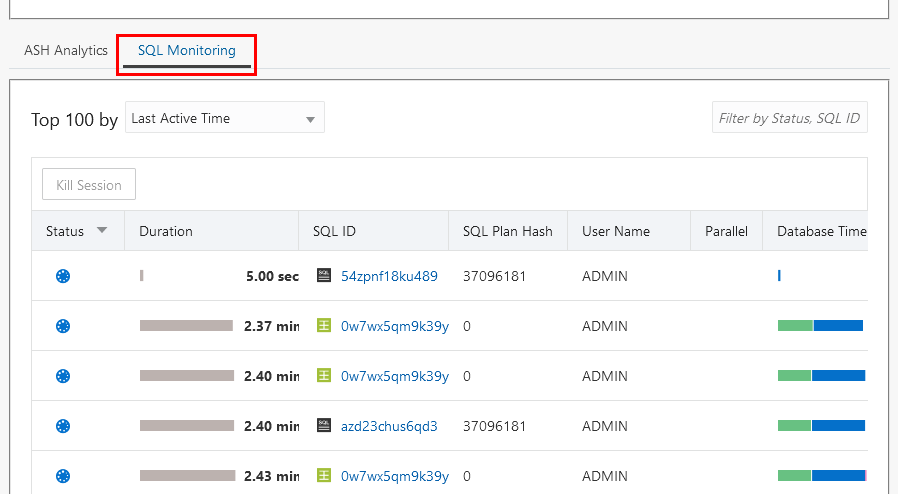 ASH Analytics SQL Monitoring
Top 100 by Last Active Time Filter by Status, SQL ID
Kill Session
Status Duration SQL ID SQL Plan Hash User Name Parallel Database Time
5.00 sec SQL 54zpnf18ku489 37096181 ADMIN
2.37 min 0w7wx5qm9k39y 0 ADMIN
2.40 min 0w7wx5qm9k39y 0 ADMIN
2.40 min SQL azd23chus6qd3 37096181 ADMIN
2.43 min 0w7wx5qm9k39y 0 ADMIN